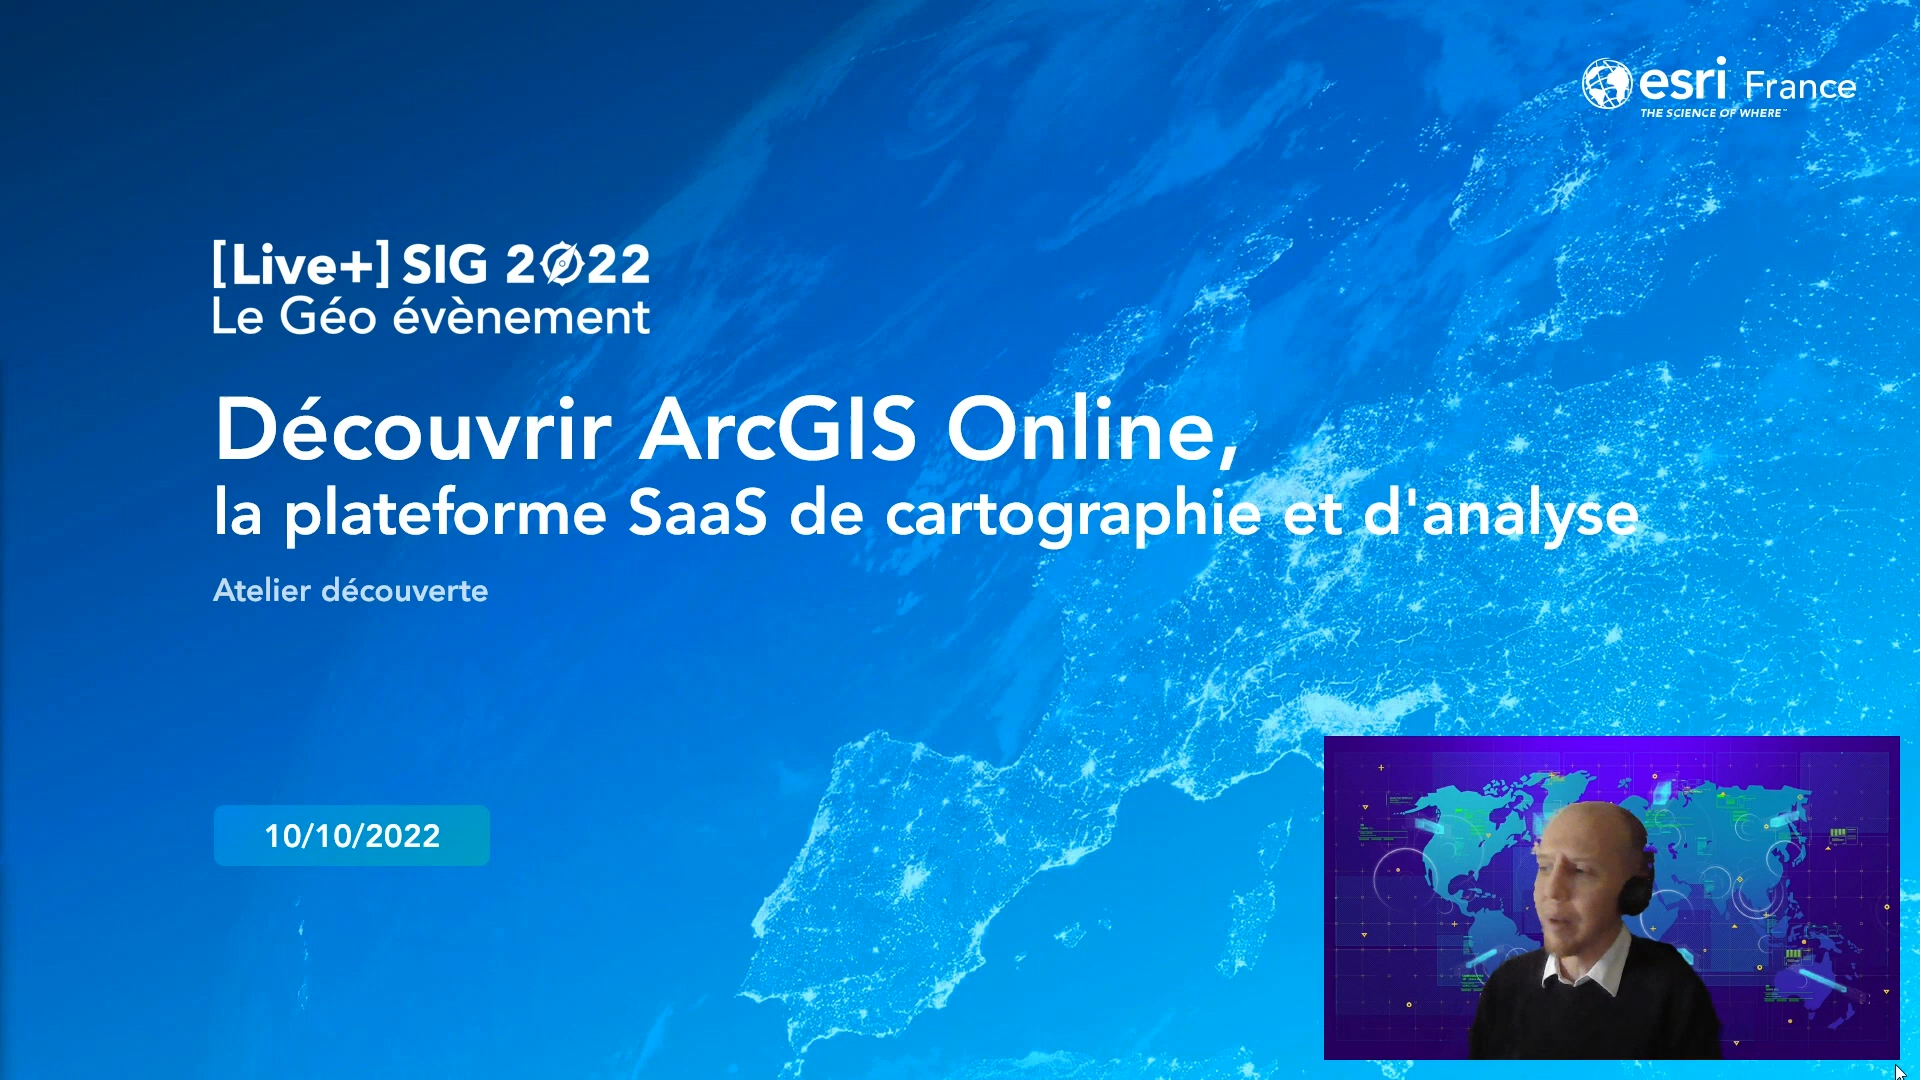 esri France
THE SCIENCE OF WHERE™
[Live+] SIG 2022
Le Géo évènement
Découvrir ArcGIS Online,
la plateforme SaaS de cartographie et d'analyse
Atelier découverte
10/10/2022